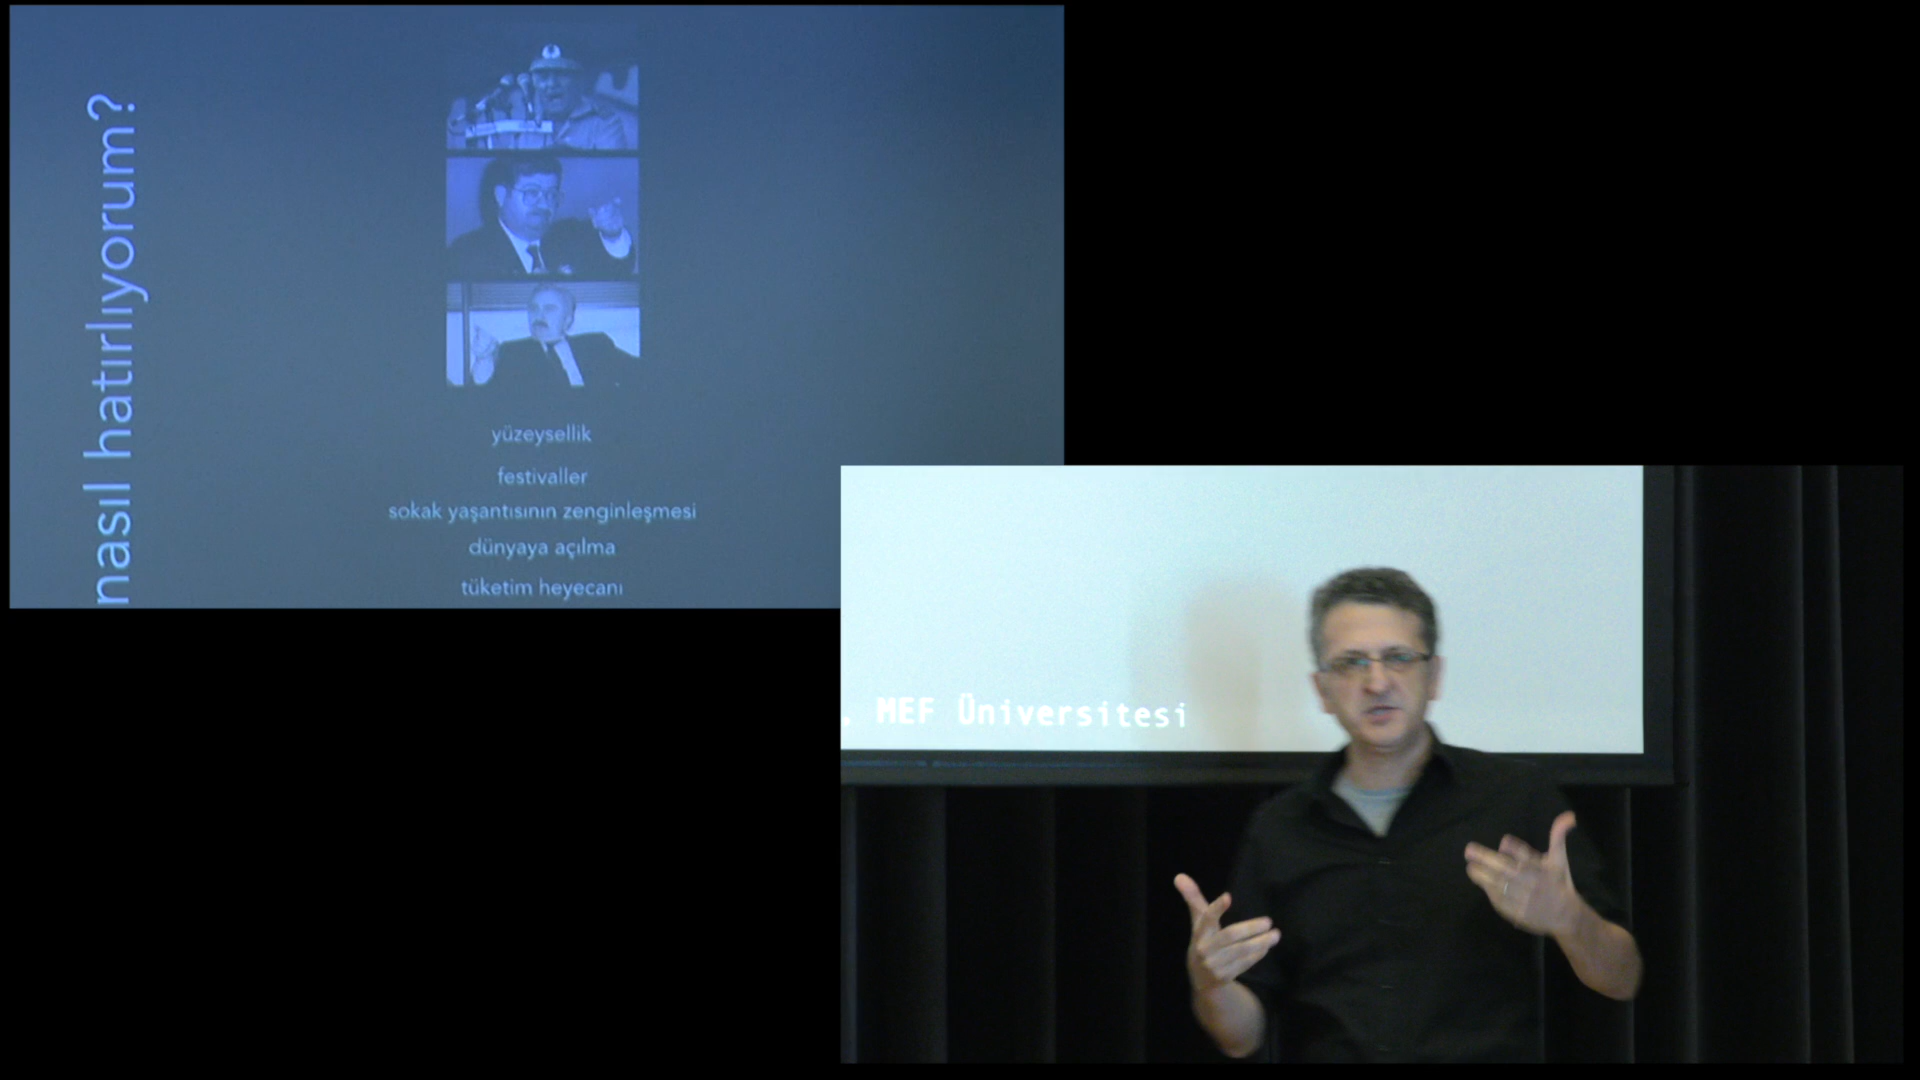 nasıl hatırlıyorum?
yüzeysellik
festivaller
sokak yaşantısının zenginleşmesi
dünyaya açılma
tüketim heyecanı
, MEF Üniversitesi